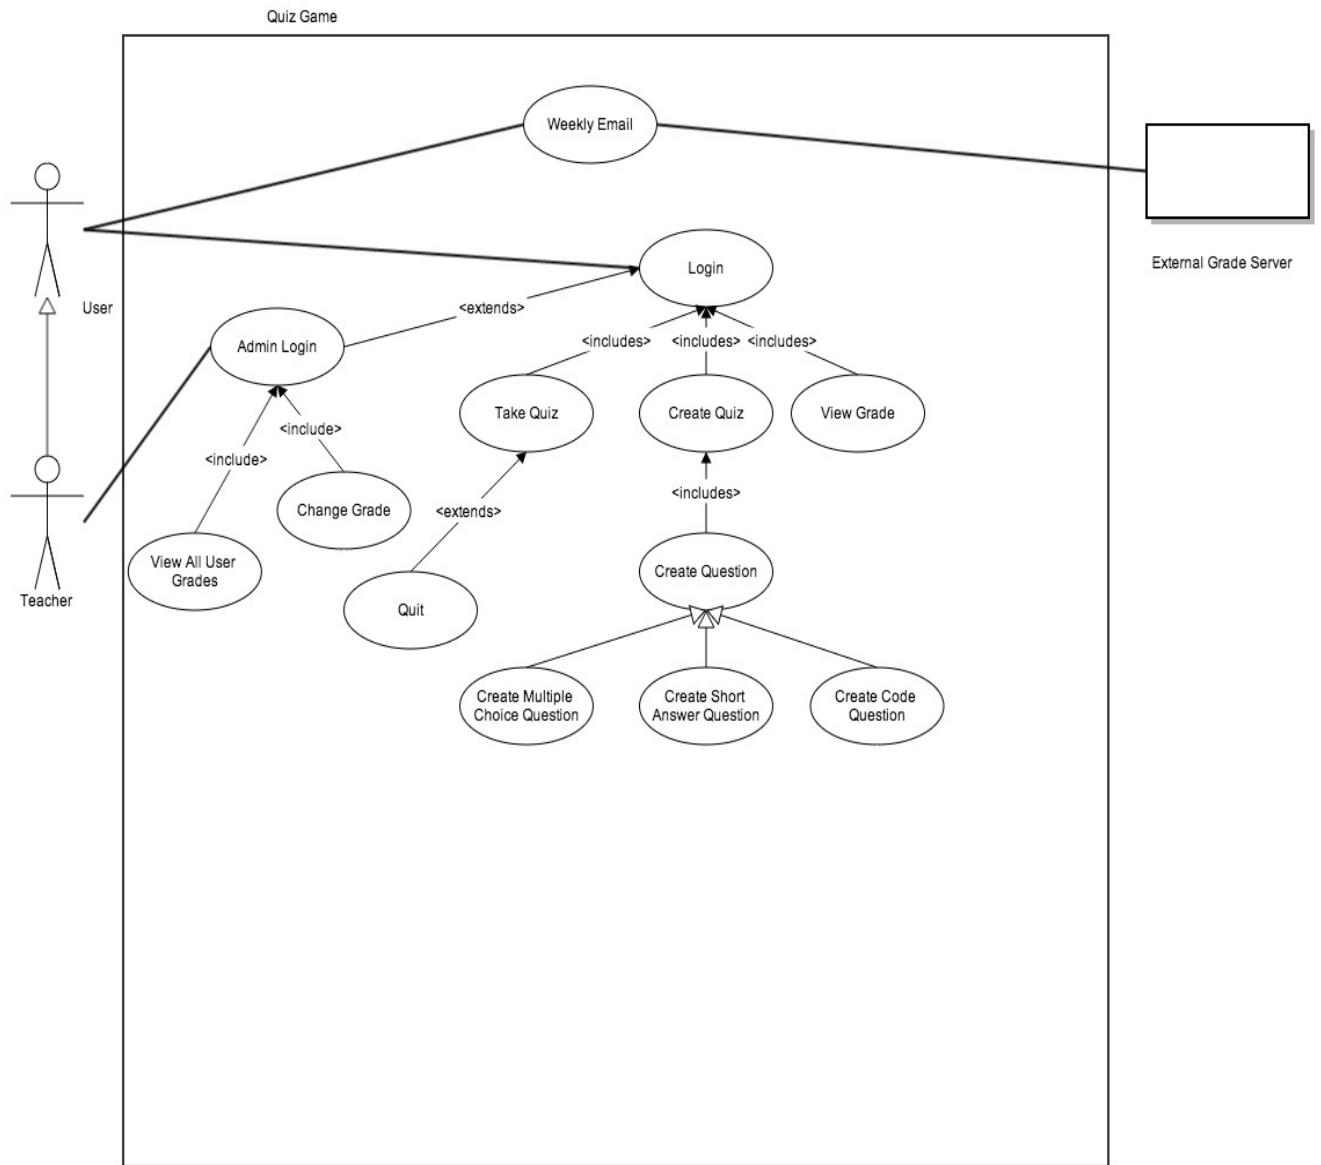 Quiz Game
Weekly Email
External Grade Server
Login
User
<extends>
Admin Login
<includes>
<includes>
<includes>
Take Quiz
Create Quiz
View Grade
<include>
<include>
Change Grade
<extends>
<includes>
View All User
Grades
Teacher
Quit
Create Question
Create Multiple
Choice Question
Create Short
Answer Question
Create Code
Question